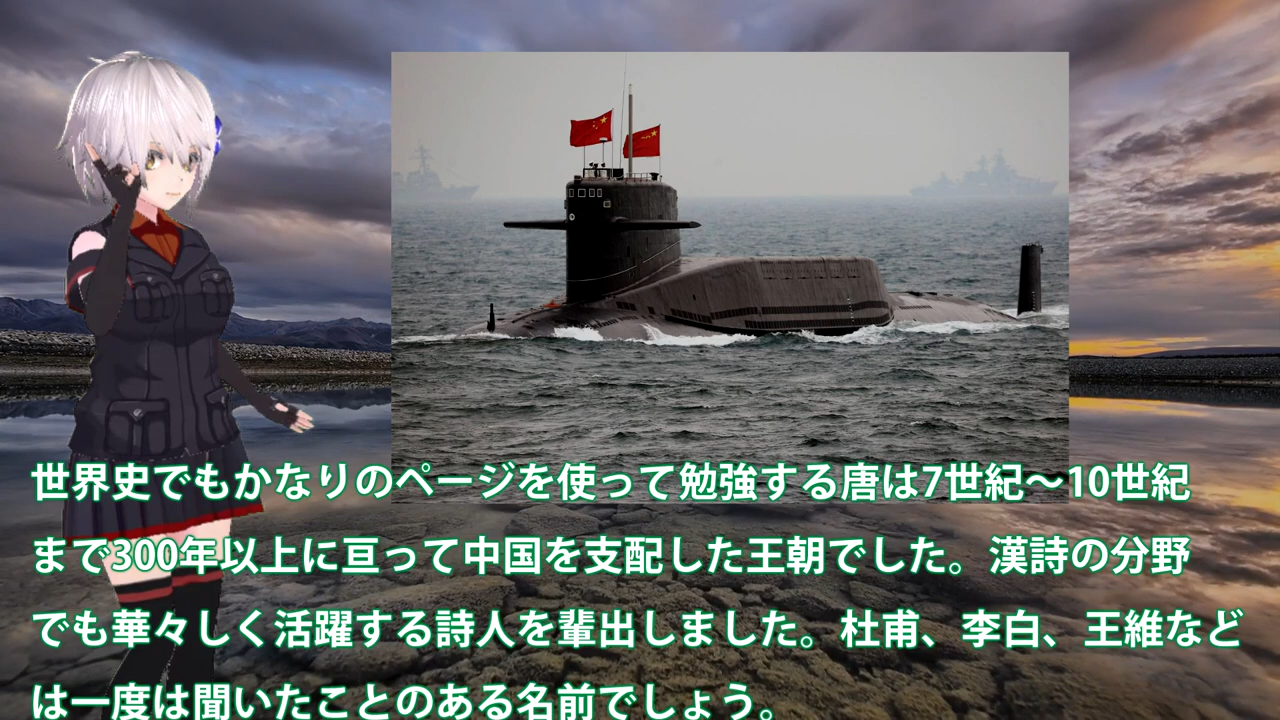 世界史でもかなりのページを使って勉強する唐は7世紀～10世紀
まで300年以上に亘って中国を支配した王朝でした。漢詩の分野
でも華々しく活躍する詩人を輩出しました。杜甫、李白、王維など
は一度は聞いたことのある名前でしょう。